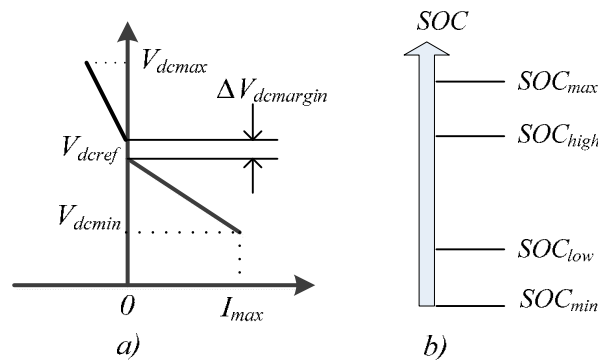 V_dcmax
ΔV_dcmargin
V_dcref
V_dcmin
0
I_max
a)
SOC
SOC_max
SOC_high
SOC_low
SOC_min
b)